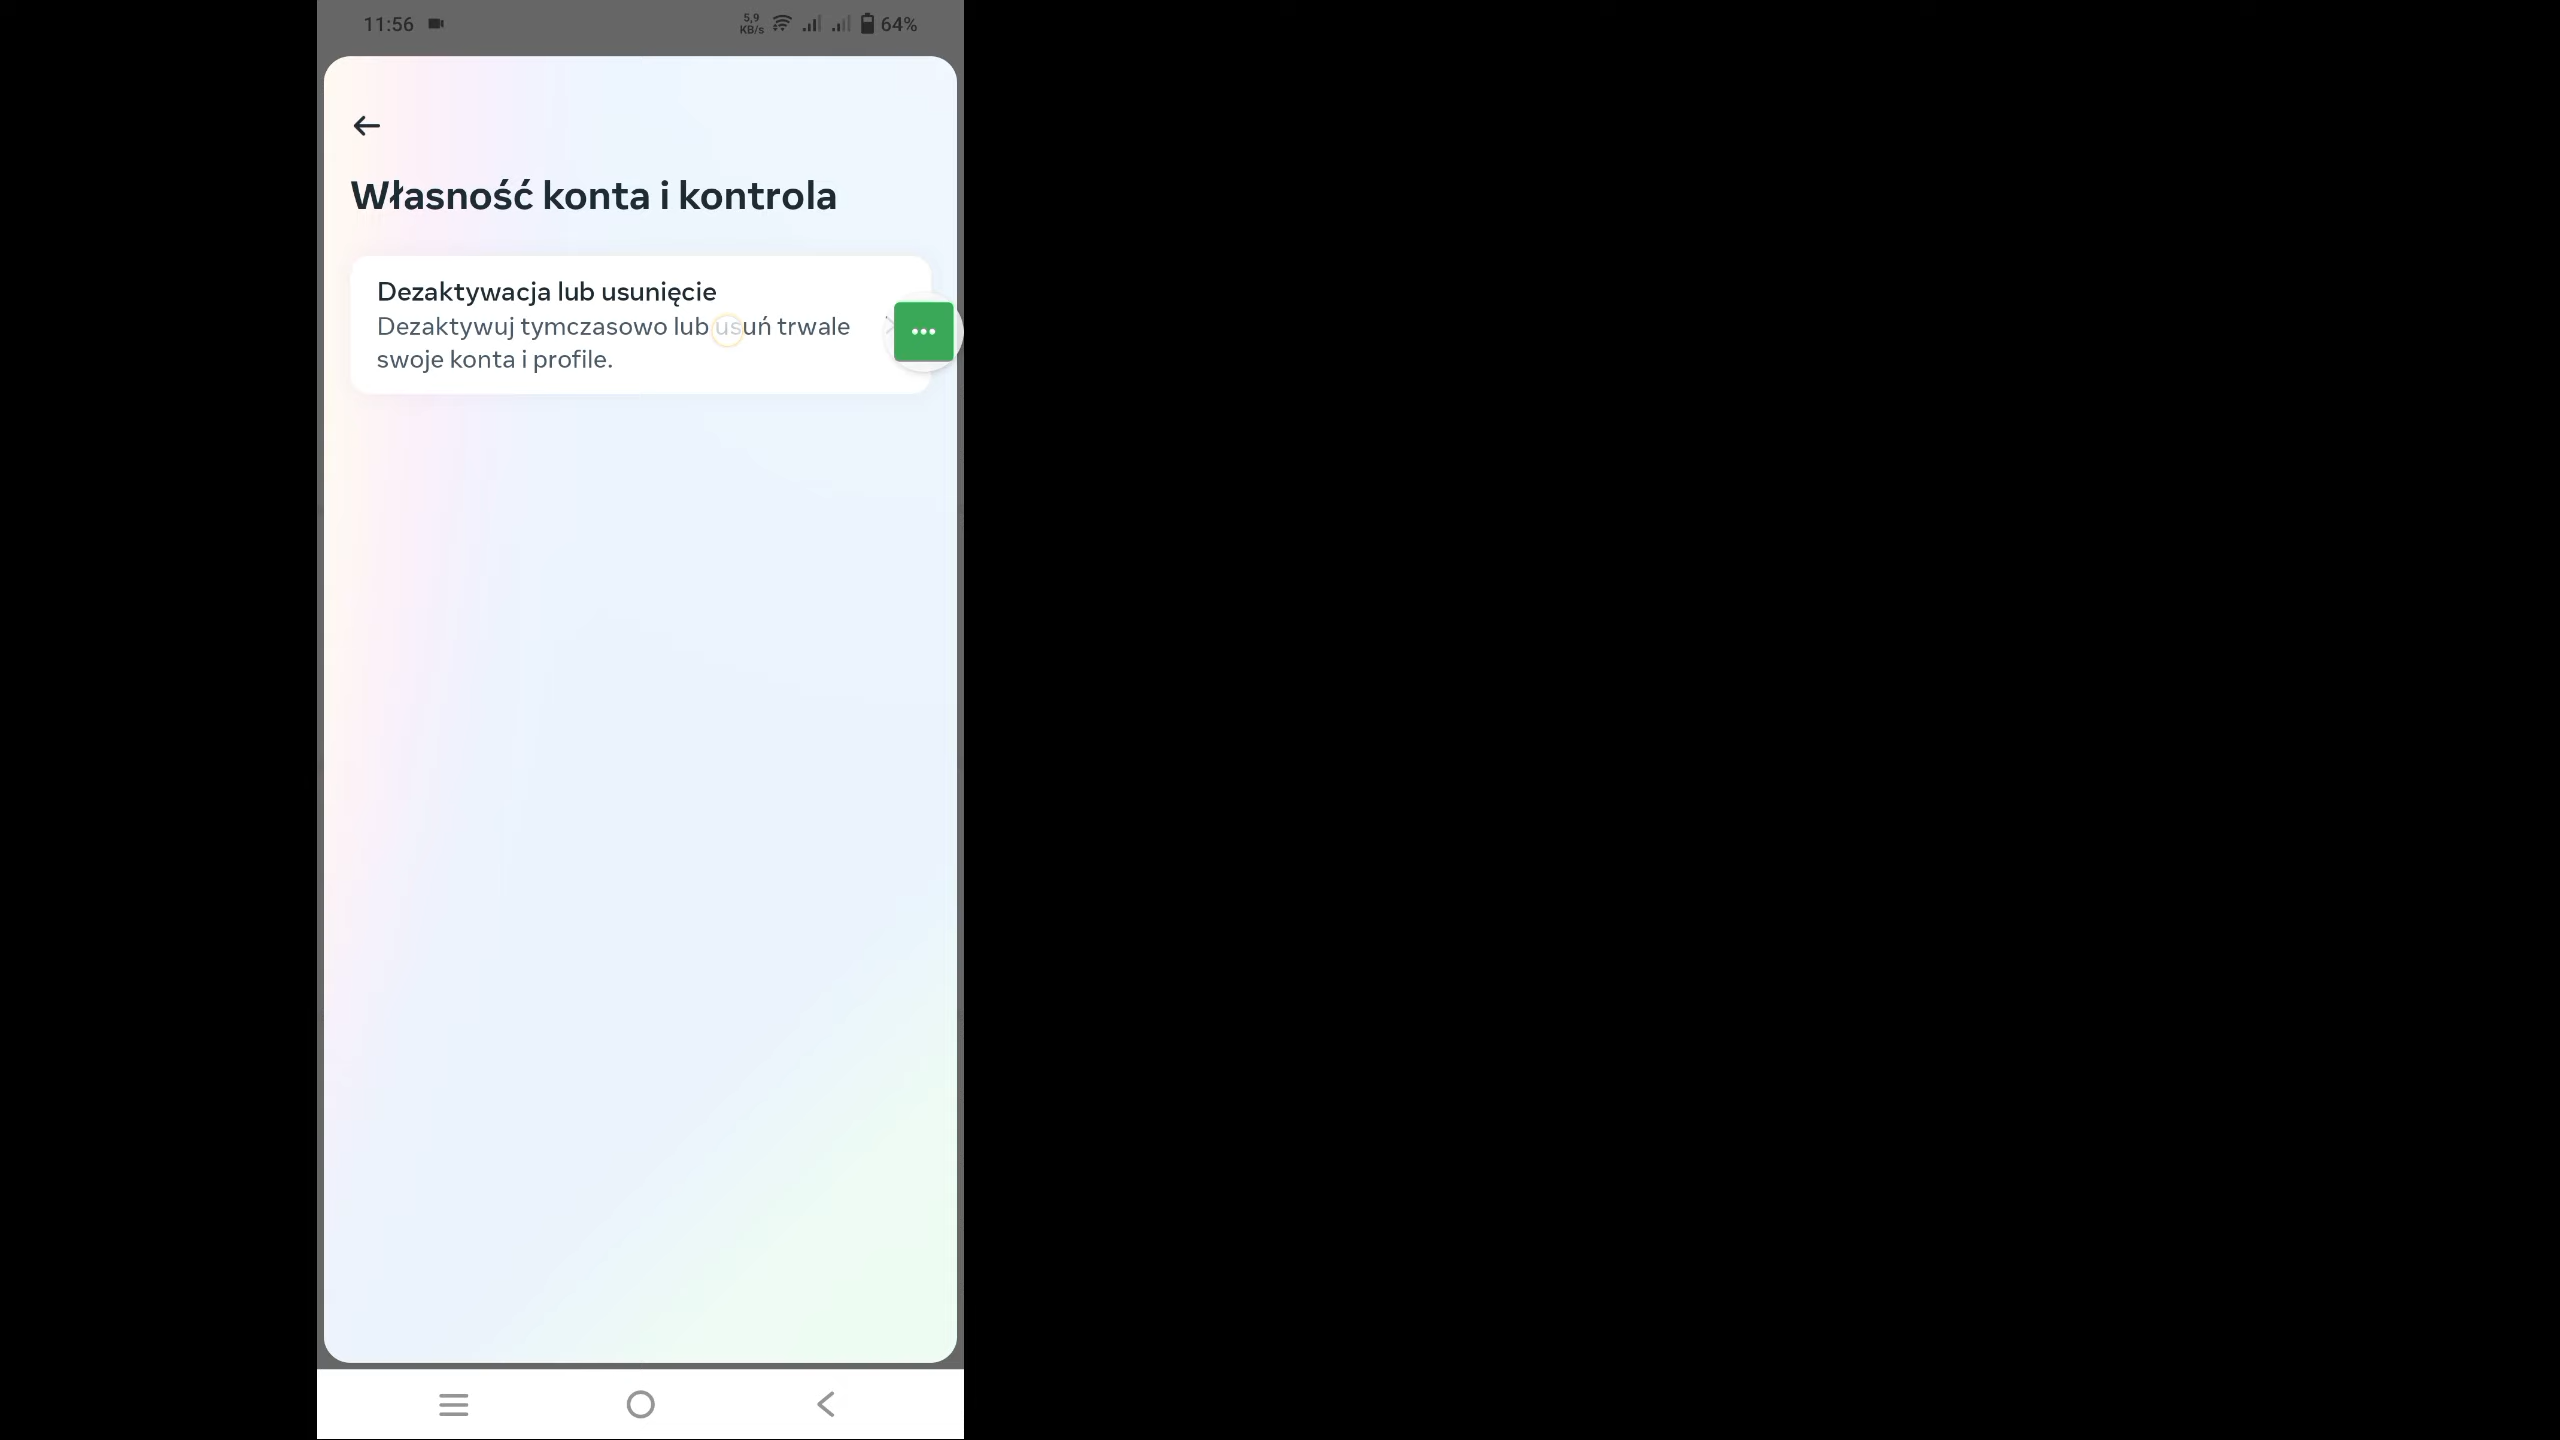 11:56
5,9
KB/s
64%
Własność konta i kontrola
Dezaktywacja lub usunięcie
Dezaktywuj tymczasowo lub usuń trwale
swoje konta i profile.